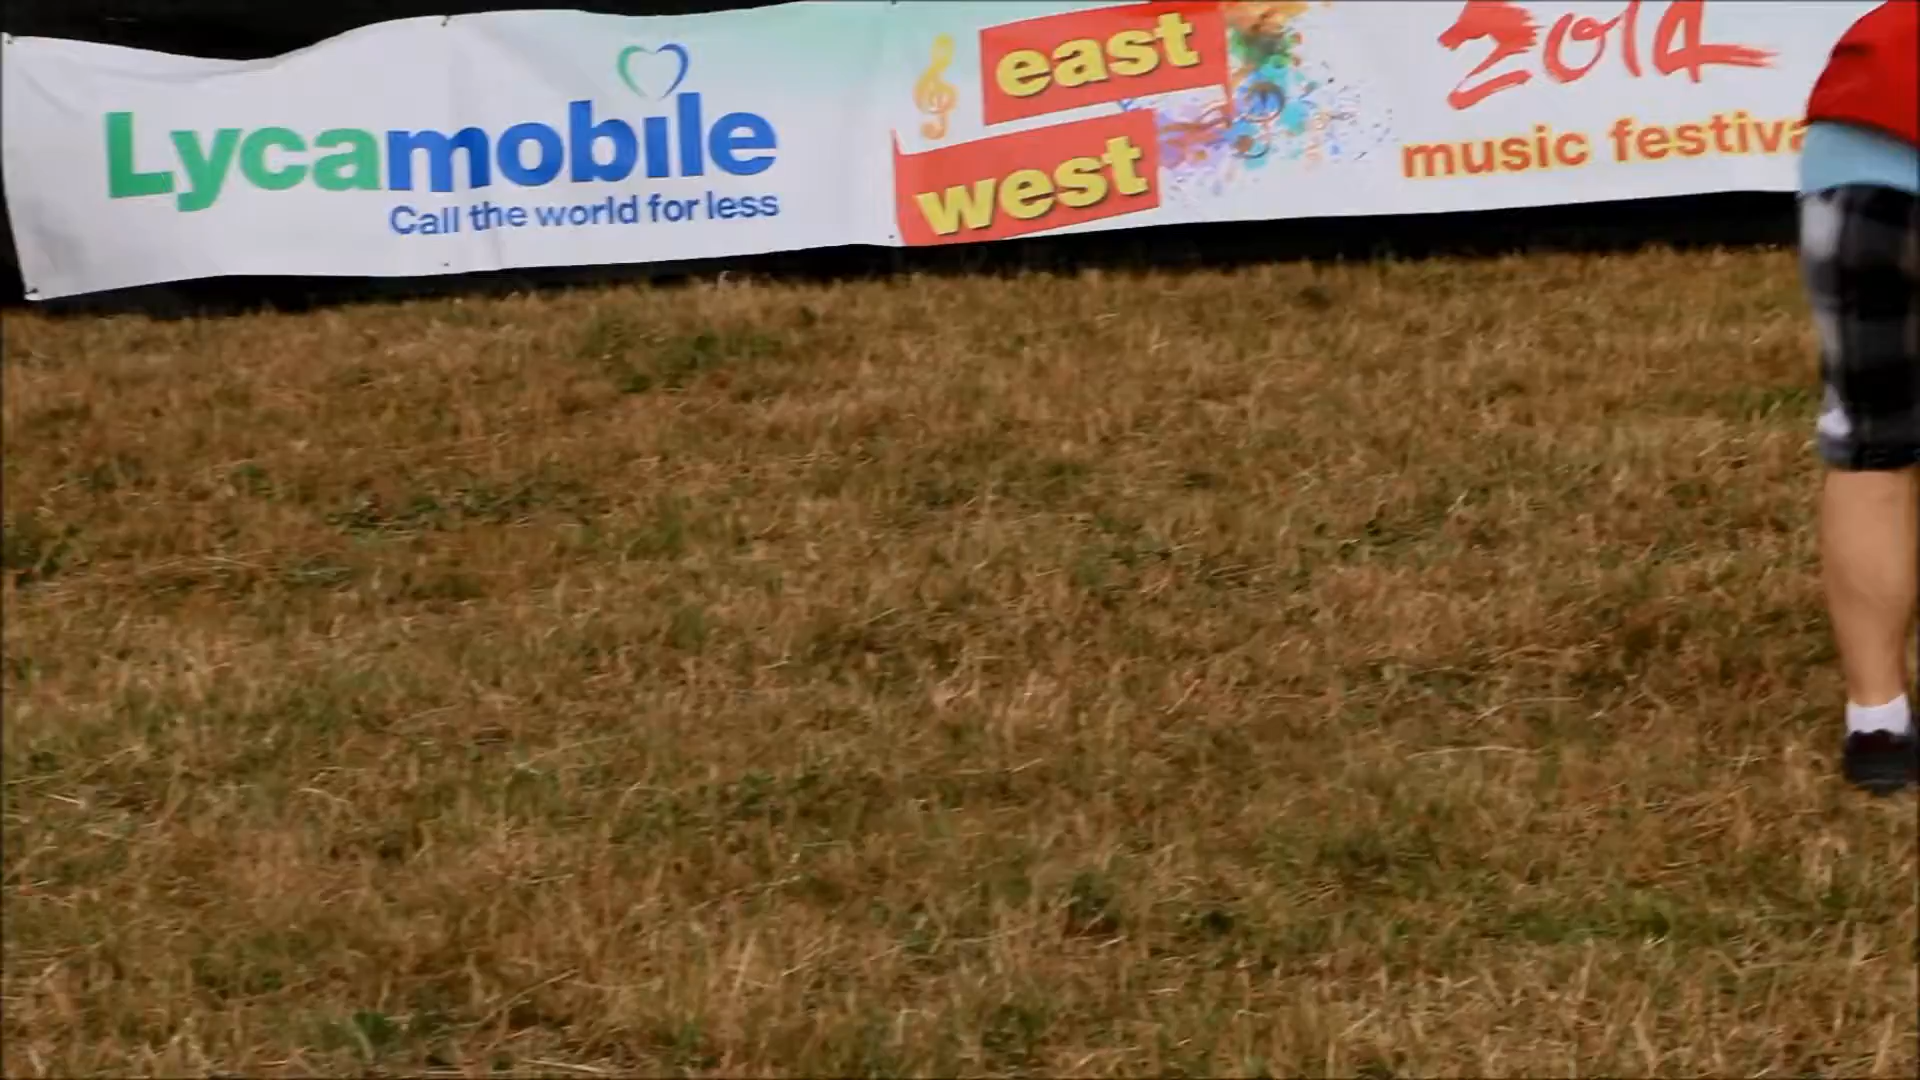 Lycamobile
Call the world for less
east
west
2014
music festiva